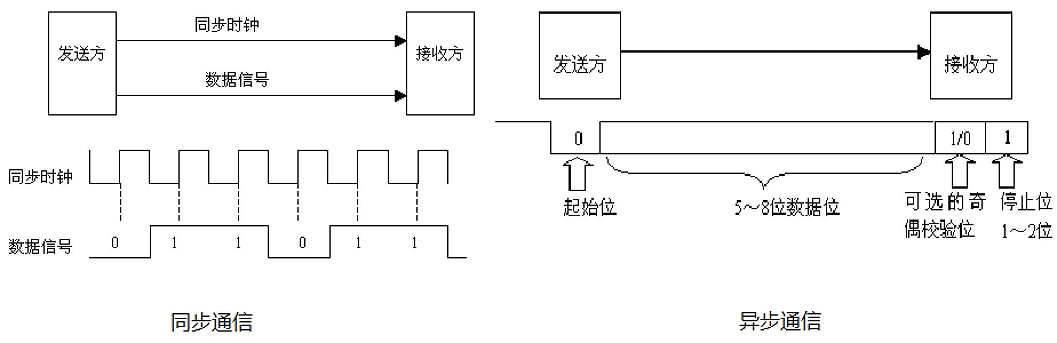 同步时钟
发送方
接收方
数据信号
同步时钟
数据信号
0 1 1 0 1 1
同步通信
发送方
接收方
0
1/0
1
起始位
5～8位数据位
可选的奇
偶校验位
停止位
1～2位
异步通信